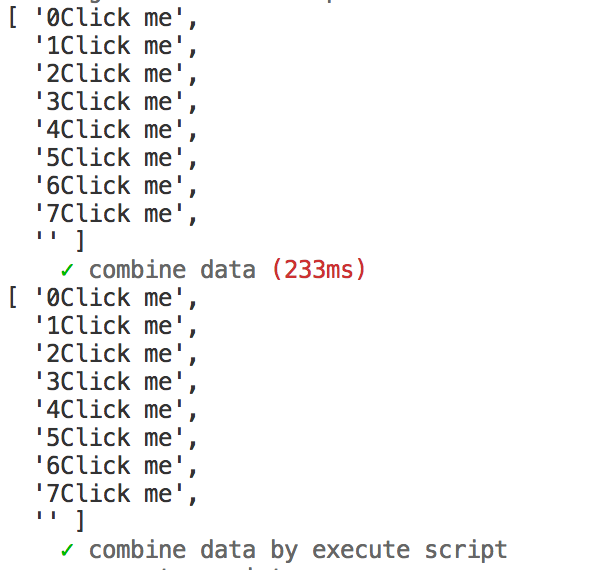 [ '0Click me',
'1Click me',
'2Click me',
'3Click me',
'4Click me',
'5Click me',
'6Click me',
'7Click me',
'' ]
✓ combine data (233ms)
[ '0Click me',
'1Click me',
'2Click me',
'3Click me',
'4Click me',
'5Click me',
'6Click me',
'7Click me',
'' ]
✓ combine data by execute script